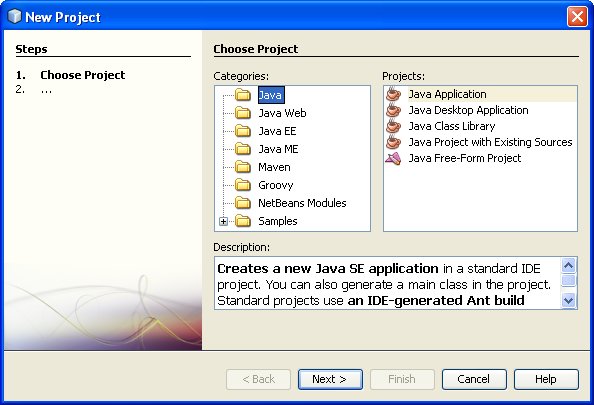 New Project
Steps
1. Choose Project
2. ...
Choose Project
Categories:
Java
Java Web
Java EE
Java ME
Maven
Groovy
NetBeans Modules
Samples
Projects:
Java Application
Java Desktop Application
Java Class Library
Java Project with Existing Sources
Java Free-Form Project
Description:
Creates a new Java SE application in a standard IDE
project. You can also generate a main class in the project.
Standard projects use an IDE-generated Ant build
< Back
Next >
Finish
Cancel
Help